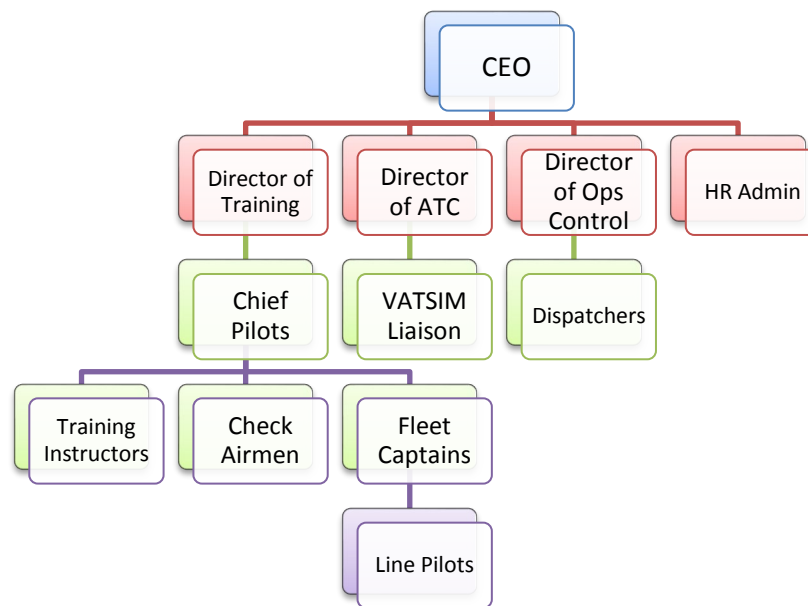 CEO
Director of
Training
Director
of ATC
Director
of Ops
Control
HR Admin
Chief
Pilots
VATSIM
Liaison
Dispatchers
Training
Instructors
Check
Airmen
Fleet
Captains
Line Pilots